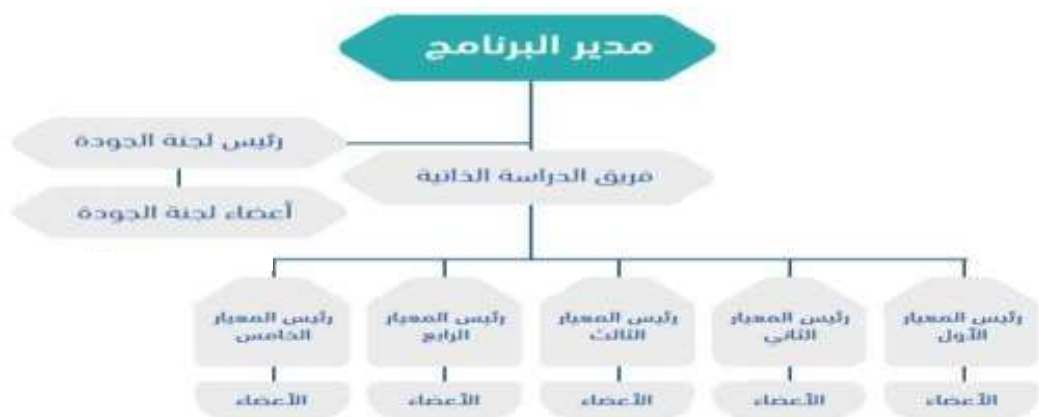 مدير البرنامج
رئيس لجنة الجودة
فريق الدراسة الذاتية
أعضاء لجنة الجودة
رئيس المعيار
الأول
رئيس المعيار
الثاني
رئيس المعيار
الثالث
رئيس المعيار
الرابع
رئيس المعيار
الخامس
الأعضاء
الأعضاء
الأعضاء
الأعضاء
الأعضاء